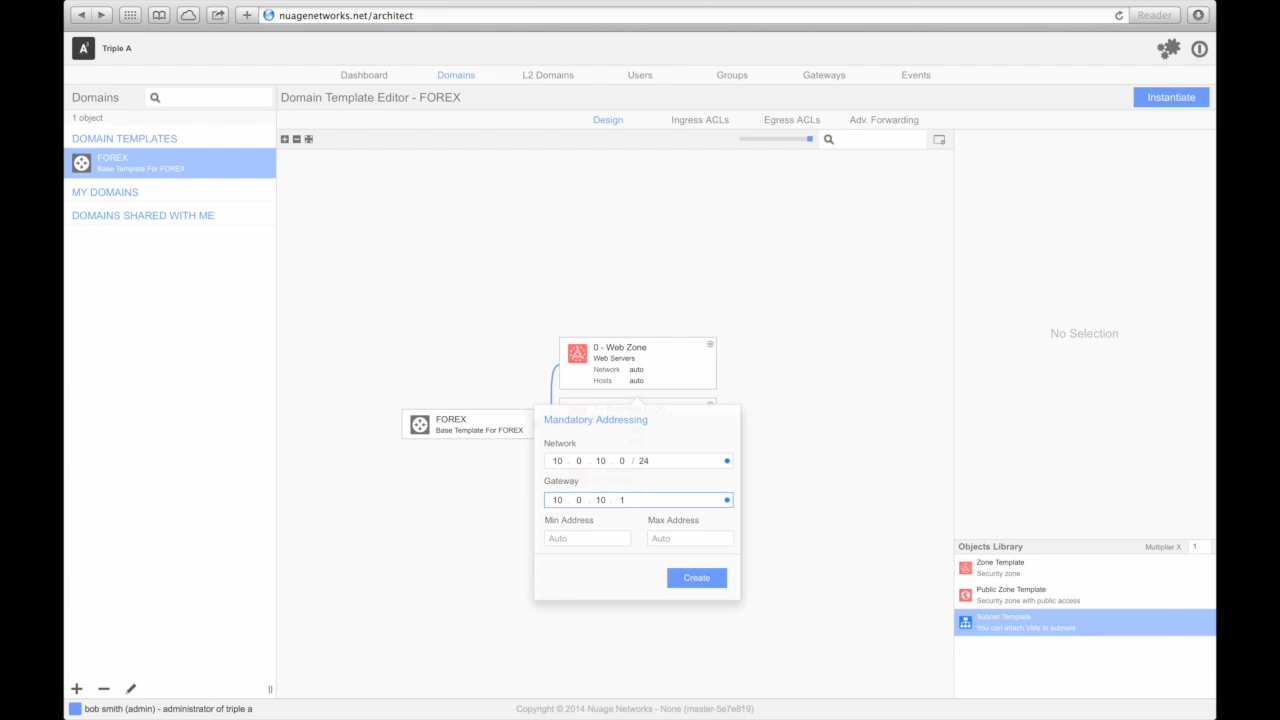 nuagenetworks.net/architect
Reader
Triple A
Dashboard
Domains
L2 Domains
Users
Groups
Gateways
Events
Domains
1 object
DOMAIN TEMPLATES
FOREX
Base Template For FOREX.
MY DOMAINS
DOMAINS SHARED WITH ME
Domain Template Editor - FOREX
Instantiate
Design
Ingress ACLs
Egress ACLs
Adv. Forwarding
0 - Web Zone
Web Servers
Network auto
Hosts auto
FOREX
Base Template For FOREX
Mandatory Addressing
Network
10 . 0 . 10 . 0 / 24
Gateway
10 . 0 . 10 . 1
Min Address
Max Address
Auto
Auto
Create
No Selection
Objects Library
Multiplier X 1
Zone Template
Security zone
Public Zone Template
Security zone with public access
Subnet Template
You can attach VMs to subnets
bob smith (admin) - administrator of triple a
Copyright © 2014 Nuage Networks - None (master-5e7e819)